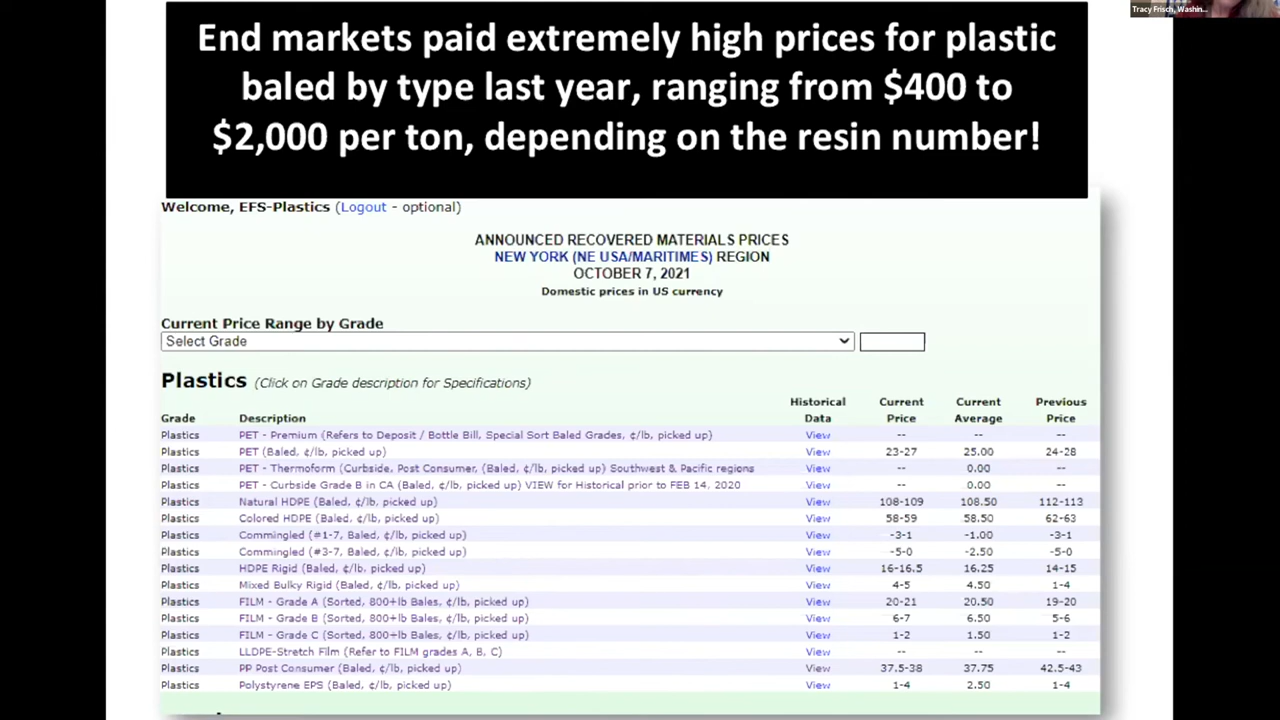 Tracy Frisch, Washin...
End markets paid extremely high prices for plastic
baled by type last year, ranging from $400 to
$2,000 per ton, depending on the resin number!
Welcome, EFS-Plastics (Logout - optional)
ANNOUNCED RECOVERED MATERIALS PRICES
NEW YORK (NE USA/MARITIMES) REGION
OCTOBER 7, 2021
Domestic prices in US currency
Current Price Range by Grade
Select Grade
Plastics (Click on Grade description for Specifications)
Historical Current Current Previous
Grade Description Data Price Average Price
Plastics PET - Premium (Refers to Deposit / Bottle Bill, Special Sort Baled Grades, ¢/lb, picked up) View -- -- --
Plastics PET (Baled, ¢/lb, picked up) View 23-27 25.00 24-28
Plastics PET - Thermoform (Curbside, Post Consumer, (Baled, ¢/lb, picked up) Southwest & Pacific regions View -- 0.00 --
Plastics PET - Curbside Grade B in CA (Baled, ¢/lb, picked up) VIEW for Historical prior to FEB 14, 2020 View -- 0.00 --
Plastics Natural HDPE (Baled, ¢/lb, picked up) View 108-109 108.50 112-113
Plastics Colored HDPE (Baled, ¢/lb, picked up) View 58-59 58.50 62-63
Plastics Commingled (#1-7, Baled, ¢/lb, picked up) View -3-1 -1.00 -3-1
Plastics Commingled (#3-7, Baled, ¢/lb, picked up) View -5-0 -2.50 -5-0
Plastics HDPE Rigid (Baled, ¢/lb, picked up) View 16-16.5 16.25 14-15
Plastics Mixed Bulky Rigid (Baled, ¢/lb, picked up) View 4-5 4.50 1-4
Plastics FILM - Grade A (Sorted, 800+lb Bales, ¢/lb, picked up) View 20-21 20.50 19-20
Plastics FILM - Grade B (Sorted, 800+lb Bales, ¢/lb, picked up) View 6-7 6.50 5-6
Plastics FILM - Grade C (Sorted, 800+lb Bales, ¢/lb, picked up) View 1-2 1.50 1-2
Plastics LLDPE-Stretch Film (Refer to FILM grades A, B, C) View -- -- --
Plastics PP Post Consumer (Baled, ¢/lb, picked up) View 37.5-38 37.75 42.5-43
Plastics Polystyrene EPS (Baled, ¢/lb, picked up) View 1-4 2.50 1-4